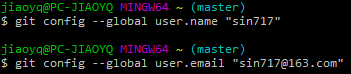 jiaoyq@PC-JIAOYQ MINGW64 ~ (master)
$ git config --global user.name "sin717"
jiaoyq@PC-JIAOYQ MINGW64 ~ (master)
$ git config --global user.email "sin717@163.com"